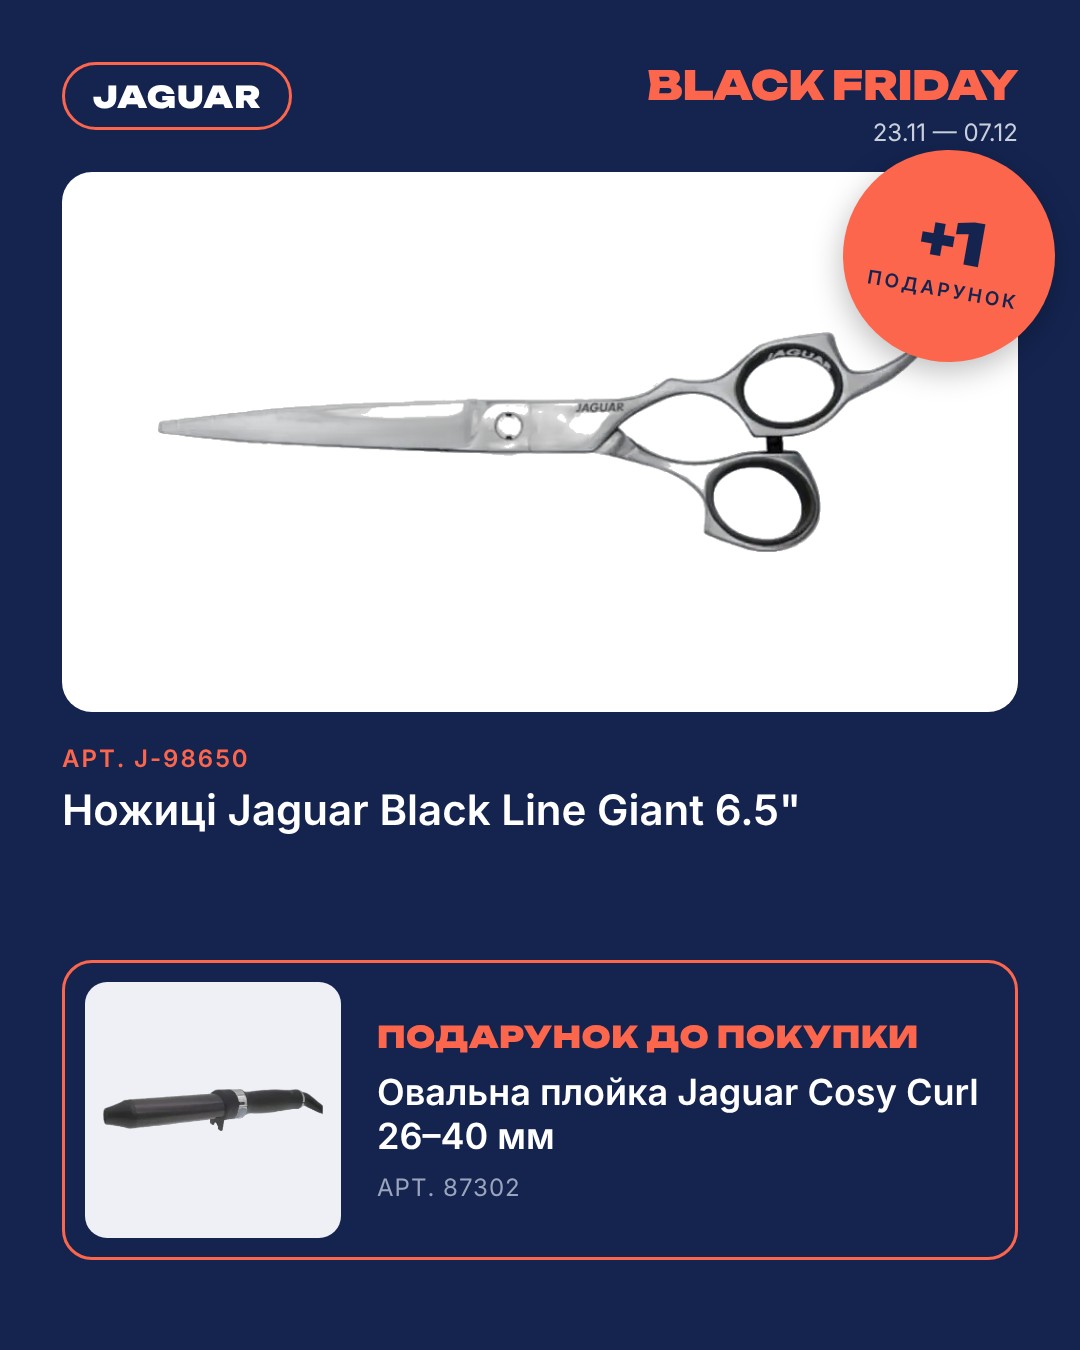 JAGUAR
BLACK FRIDAY
23.11 — 07.12
+1
ПОДАРУНОК
JAGUAR
JAGUAR
АРТ. J-98650
Ножиці Jaguar Black Line Giant 6.5"
ПОДАРУНОК ДО ПОКУПКИ
Овальна плойка Jaguar Cosy Curl
26–40 мм
АРТ. 87302